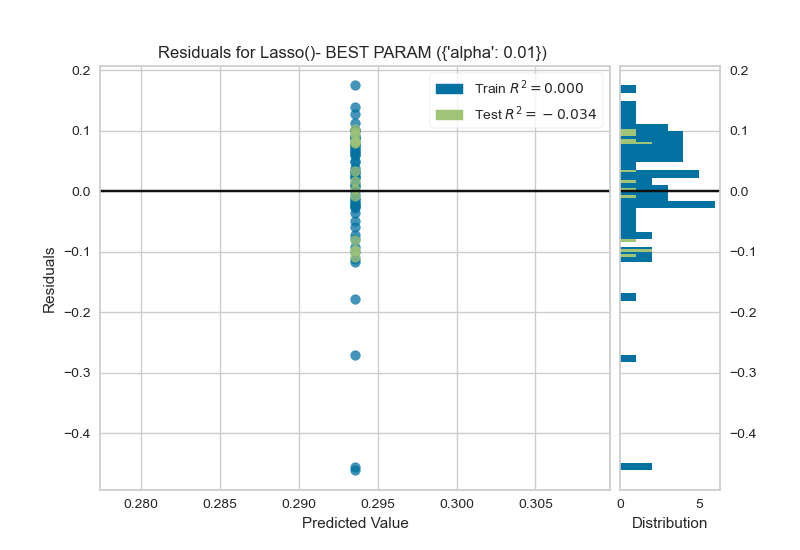 Residuals for Lasso()- BEST PARAM ({'alpha': 0.01})
Train R² = 0.000
Test R² = −0.034
Residuals
0.2
0.1
0.0
−0.1
−0.2
−0.3
−0.4
0.280 0.285 0.290 0.295 0.300 0.305
Predicted Value
0.2
0.1
0.0
−0.1
−0.2
−0.3
−0.4
0 5
Distribution